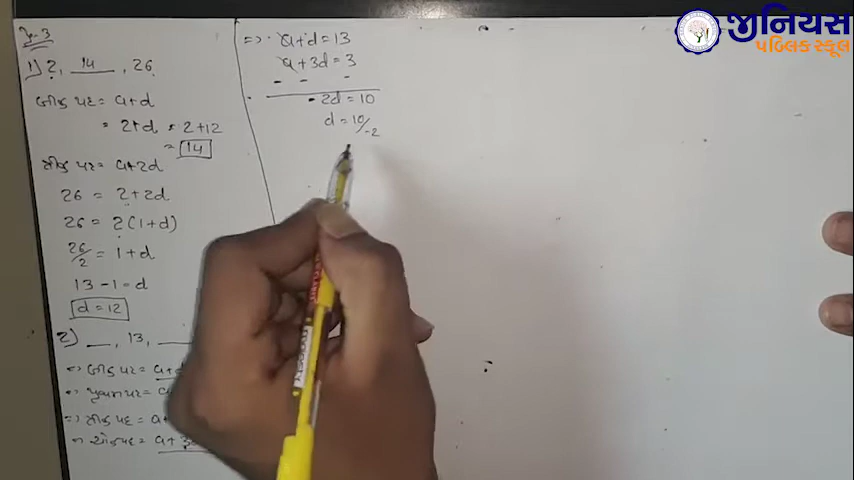 પ્ર-3
1) 2, 14 , 26
બીજુ પદ = a+d
= 2+d = 2+12
= 14
ત્રીજુ પદ = a+2d
26 = 2+2d
26 = 2(1+d)
26/2 = 1+d
13-1=d
d=12
2) __, 13, __
⇒ બીજુ પદ = a+d
⇒ ત્રીજુ પદ = a+
ચોથુ પદ = a+3d
⇒ a+d=13
a+3d=3
- - -
-2d=10
d=10/-2
જીનિયસ
પબ્લિક સ્કૂલ